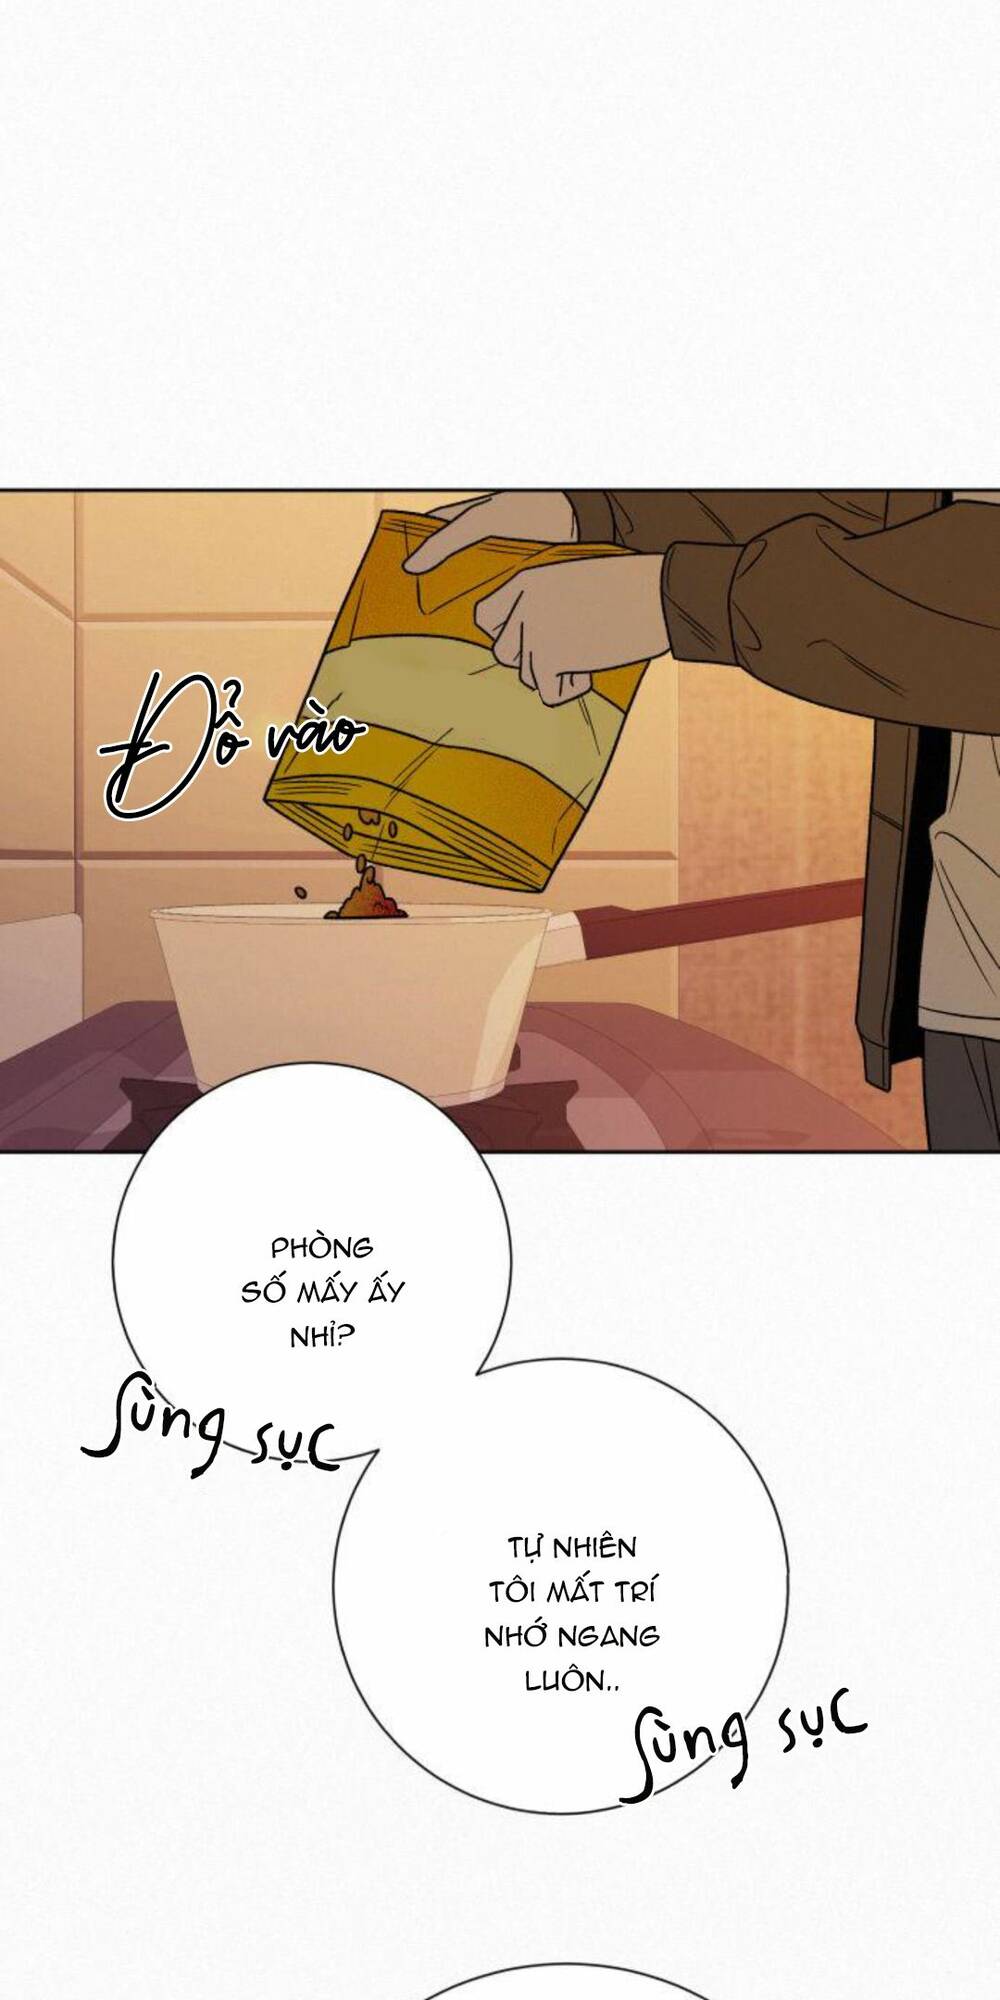 Đổ vào
PHÒNG
SỐ MẤY ẤY
NHỈ?
Sùng sục
TỰ NHIÊN
TÔI MẤT TRÍ
NHỚ NGANG
LUÔN..
Sùng sục